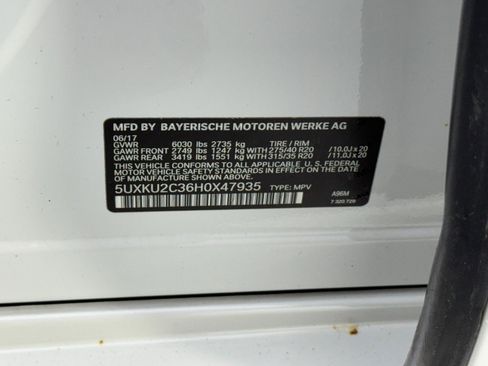 MFD BY BAYERISCHE MOTOREN WERKE AG
06/17
GVWR 6030 lbs 2735 kg TIRE / RIM
GAWR FRONT 2749 lbs 1247 kg WITH 275/40 R20 /10.0J x 20
GAWR REAR 3419 lbs 1551 kg WITH 315/35 R20 /11.0J x 20
THIS VEHICLE CONFORMS TO ALL APPLICABLE U.S. FEDERAL
MOTOR VEHICLE SAFETY STANDARDS IN EFFECT ON THE DATE
OF MANUFACTURE SHOWN ABOVE.
5UXKU2C36H0X47935 TYPE: MPV A96M
7 320 729